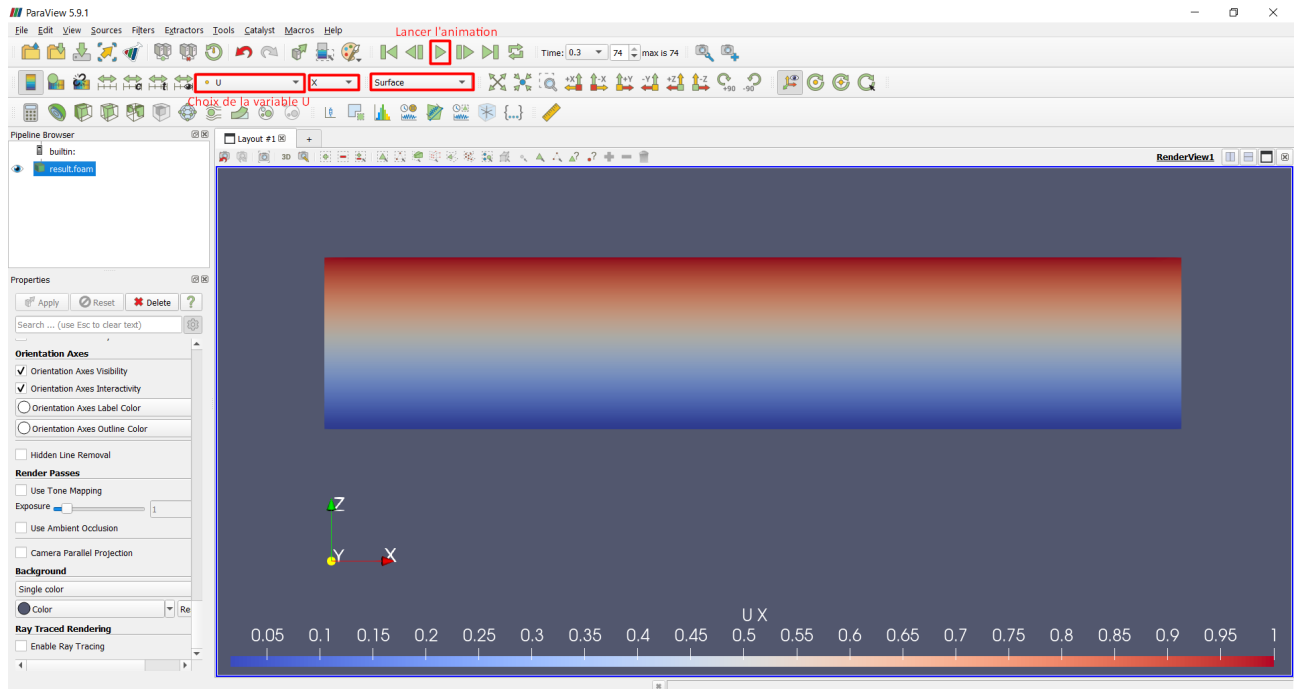 ParaView 5.9.1
File Edit View Sources Filters Extractors Tools Catalyst Macros Help
Lancer l'animation
Time: 0.3 74 max is 74
U X Surface
+X -X +Y -Y +Z -Z +90 -90
Choix de la variable U
Pipeline Browser
builtin:
result.foam
Layout #1 +
3D
RenderView1
Properties
Apply Reset Delete ?
Search ... (use Esc to clear text)
Orientation Axes
Orientation Axes Visibility
Orientation Axes Interactivity
Orientation Axes Label Color
Orientation Axes Outline Color
Hidden Line Removal
Render Passes
Use Tone Mapping
Exposure 1
Use Ambient Occlusion
Camera Parallel Projection
Background
Single color
Color Re
Ray Traced Rendering
Enable Ray Tracing
Z
Y X
U X
0.05 0.1 0.15 0.2 0.25 0.3 0.35 0.4 0.45 0.5 0.55 0.6 0.65 0.7 0.75 0.8 0.85 0.9 0.95 1